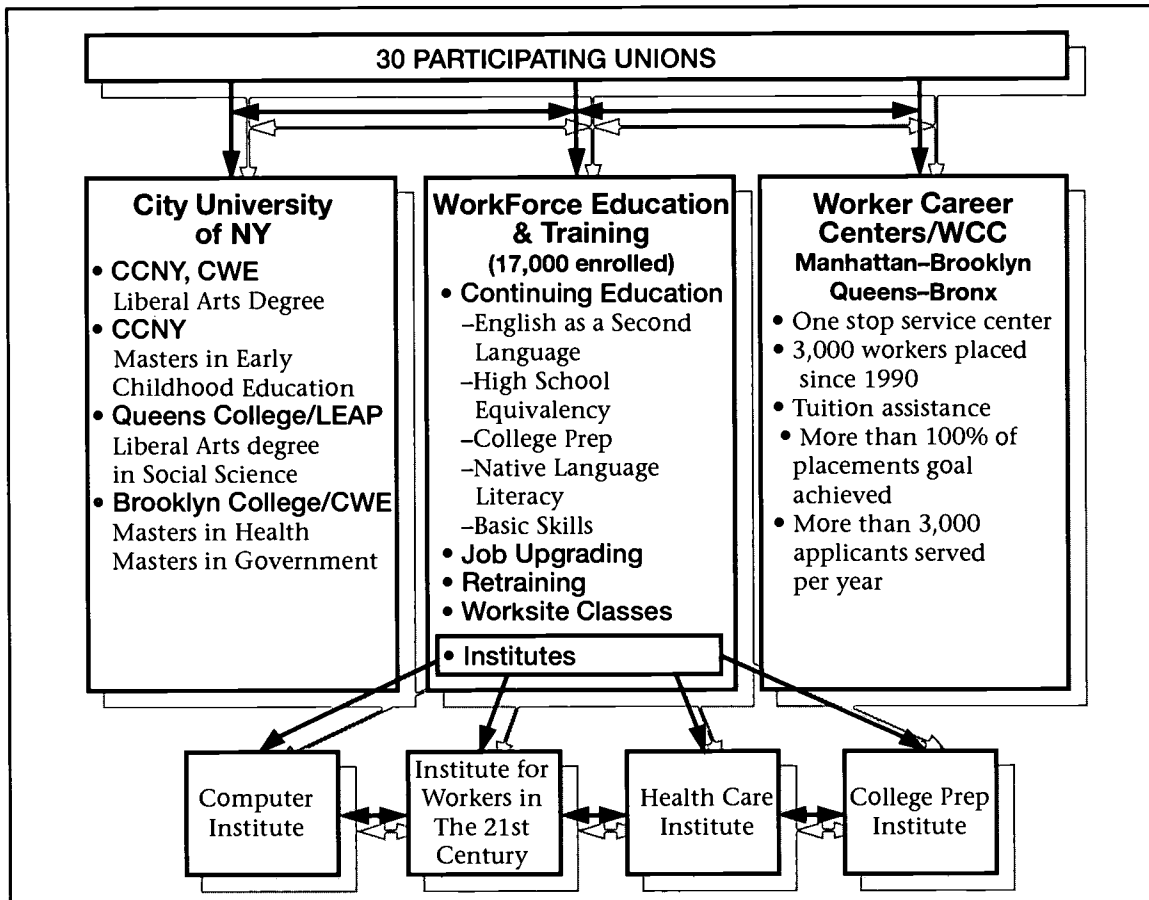 30 PARTICIPATING UNIONS
City University
of NY
• CCNY, CWE
Liberal Arts Degree
• CCNY
Masters in Early
Childhood Education
• Queens College/LEAP
Liberal Arts degree
in Social Science
• Brooklyn College/CWE
Masters in Health
Masters in Government
WorkForce Education
& Training
(17,000 enrolled)
• Continuing Education
–English as a Second
Language
–High School
Equivalency
–College Prep
–Native Language
Literacy
–Basic Skills
• Job Upgrading
• Retraining
• Worksite Classes
• Institutes
Worker Career
Centers/WCC
Manhattan–Brooklyn
Queens–Bronx
• One stop service center
• 3,000 workers placed
since 1990
• Tuition assistance
• More than 100% of
placements goal
achieved
• More than 3,000
applicants served
per year
Computer
Institute
Institute for
Workers in
The 21st
Century
Health Care
Institute
College Prep
Institute